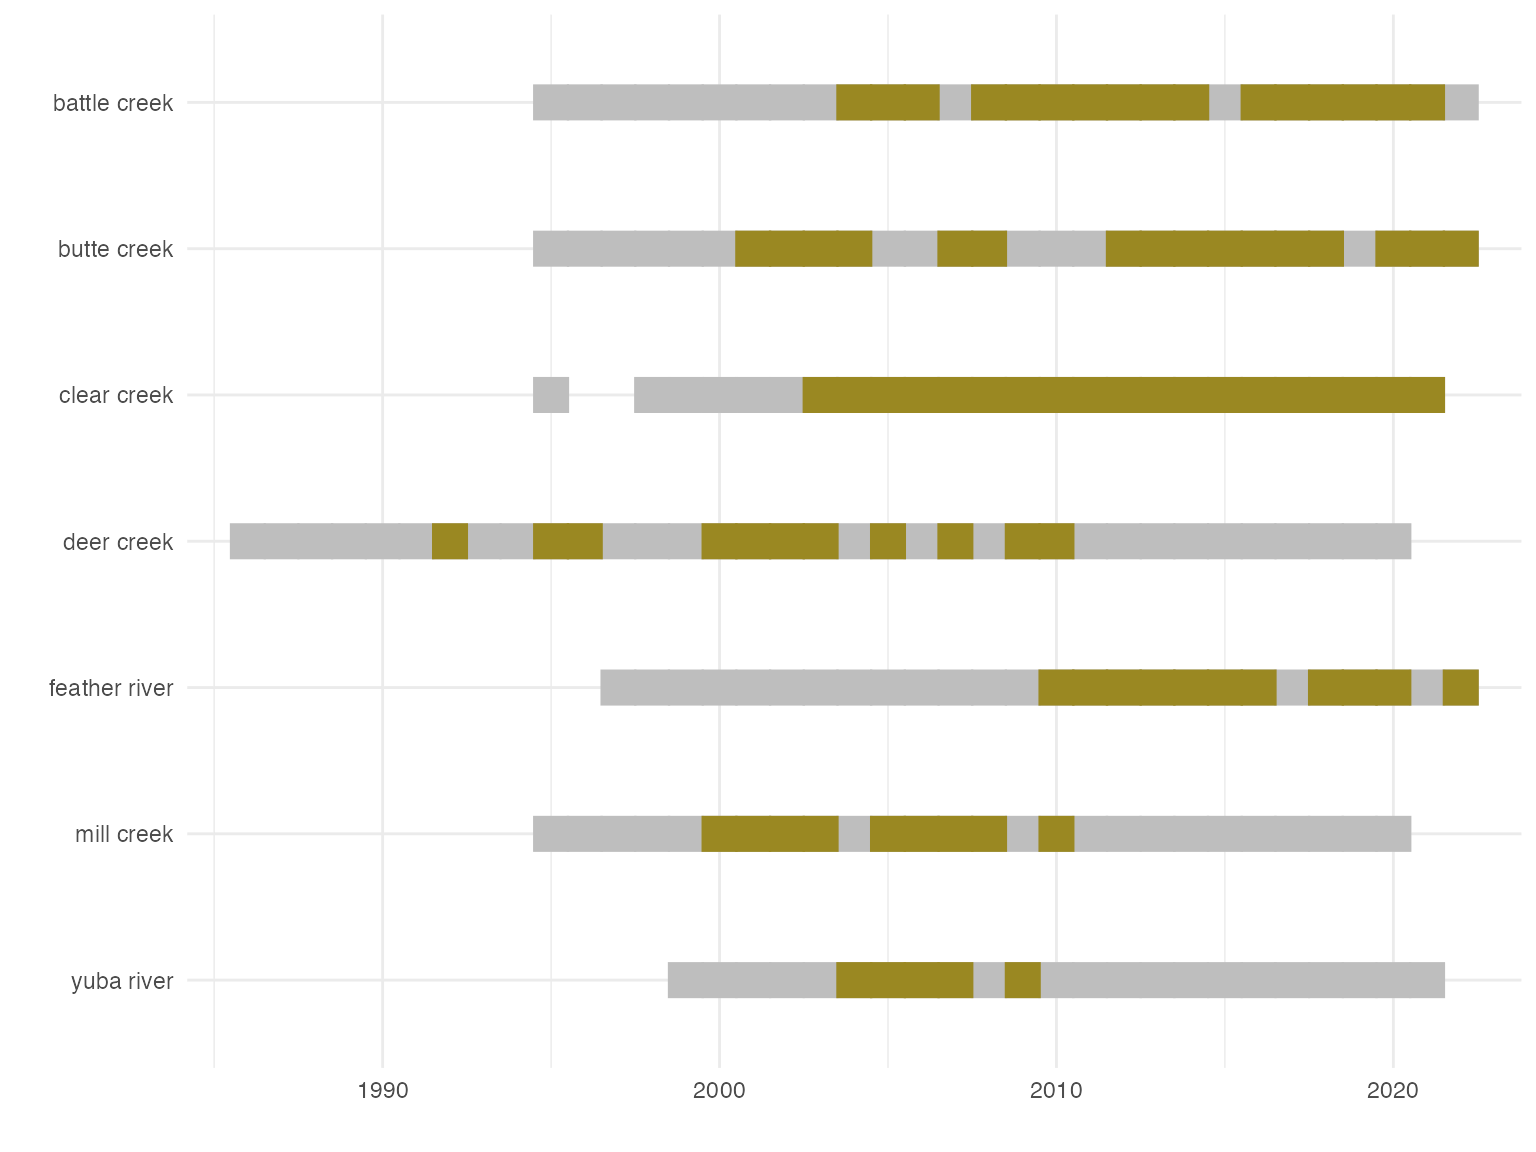 battle creek
butte creek
clear creek
deer creek
feather river
mill creek
yuba river
1990 2000 2010 2020